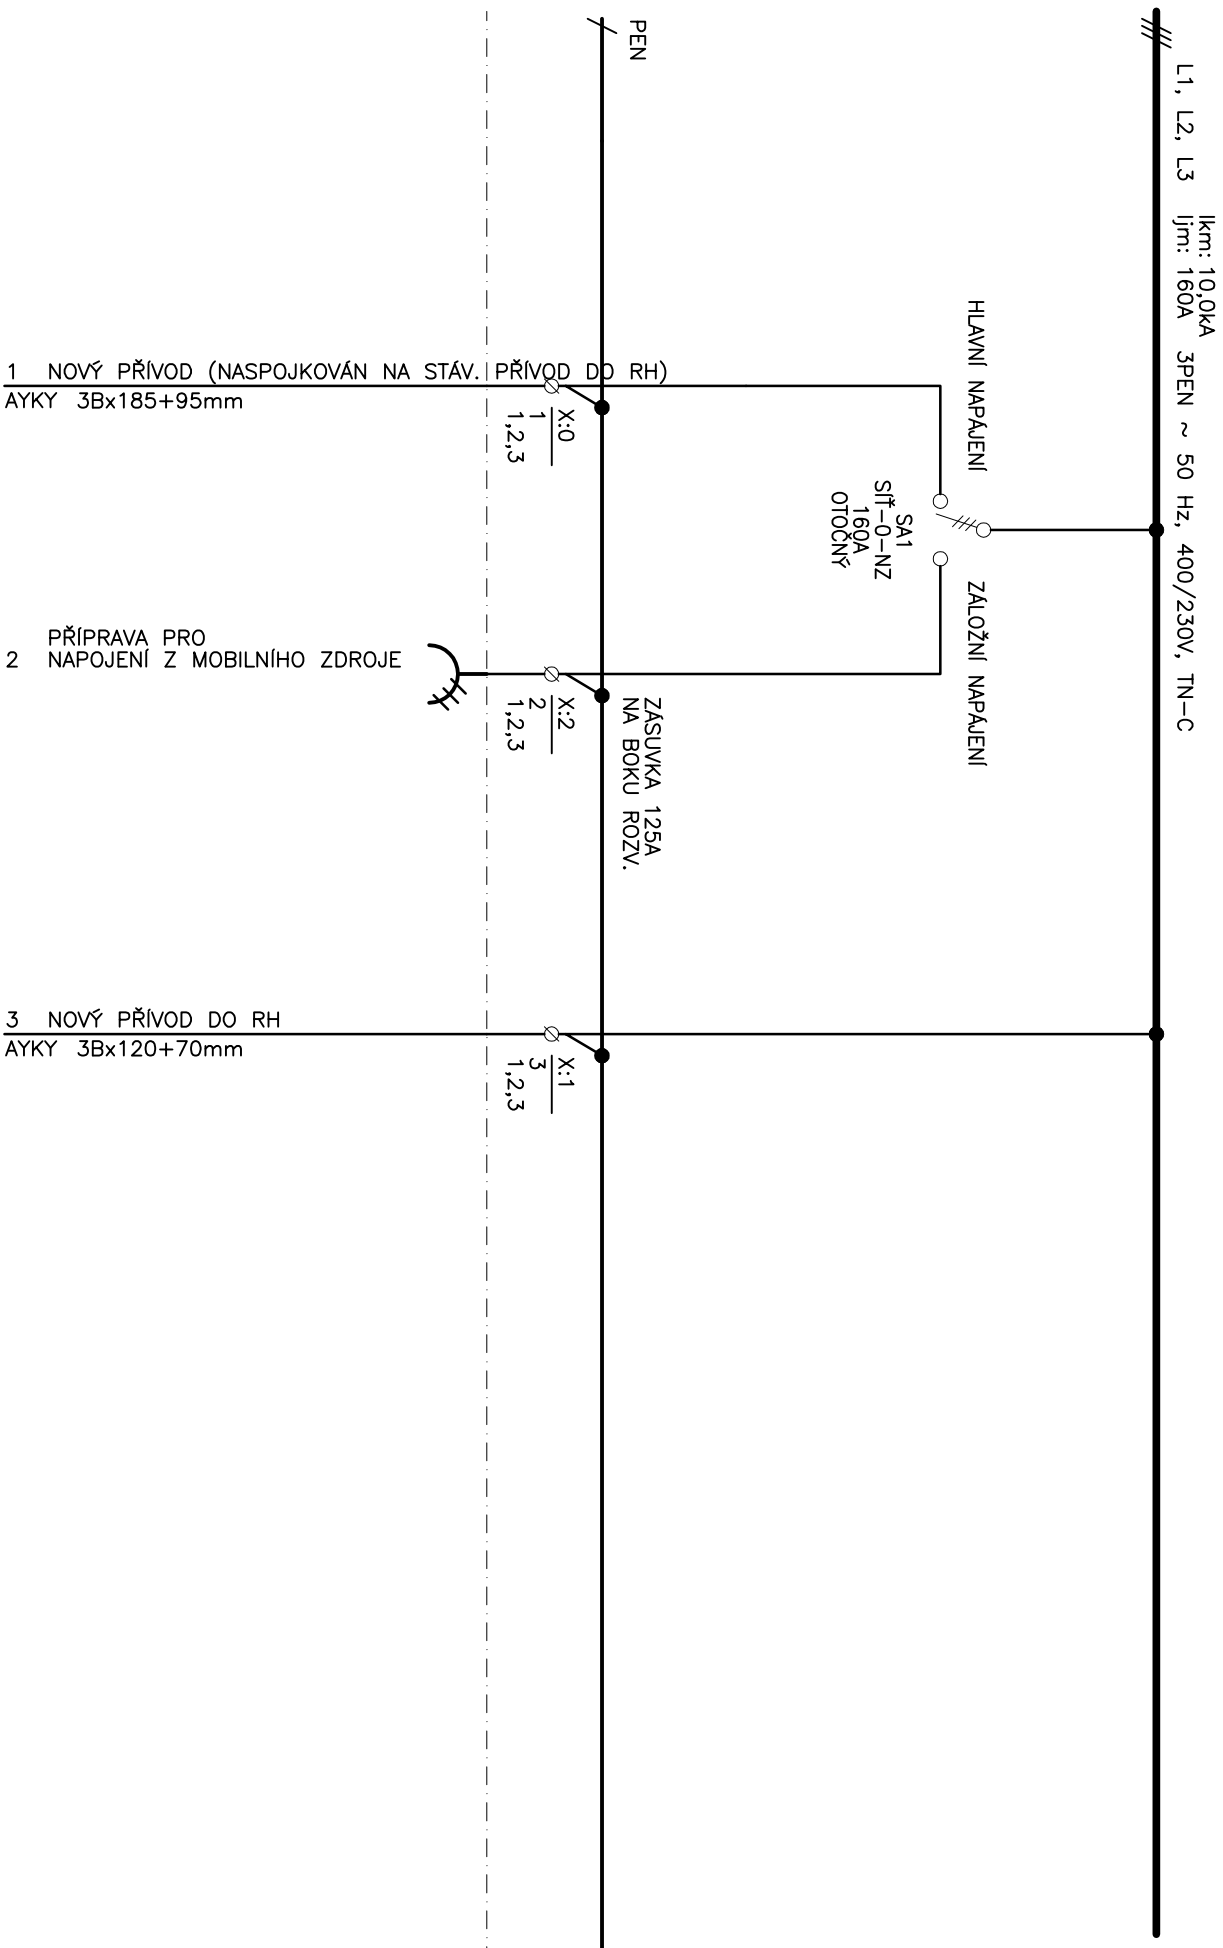 Ikm: 10,0kA
L1, L2, L3 Ijm: 160A 3PEN ~ 50 Hz, 400/230V, TN-C
HLAVNÍ NAPÁJENÍ
ZÁLOŽNÍ NAPÁJENÍ
SA1
SÍŤ-0-NZ
160A
OTOČNÝ
PEN
ZÁSUVKA 125A
NA BOKU ROZV.
X:0
1
1,2,3
X:2
2
1,2,3
X:1
3
1,2,3
1 NOVÝ PŘÍVOD (NASPOJKOVÁN NA STÁV. PŘÍVOD DO RH)
AYKY 3Bx185+95mm
PŘÍPRAVA PRO
2 NAPOJENÍ Z MOBILNÍHO ZDROJE
3 NOVÝ PŘÍVOD DO RH
AYKY 3Bx120+70mm